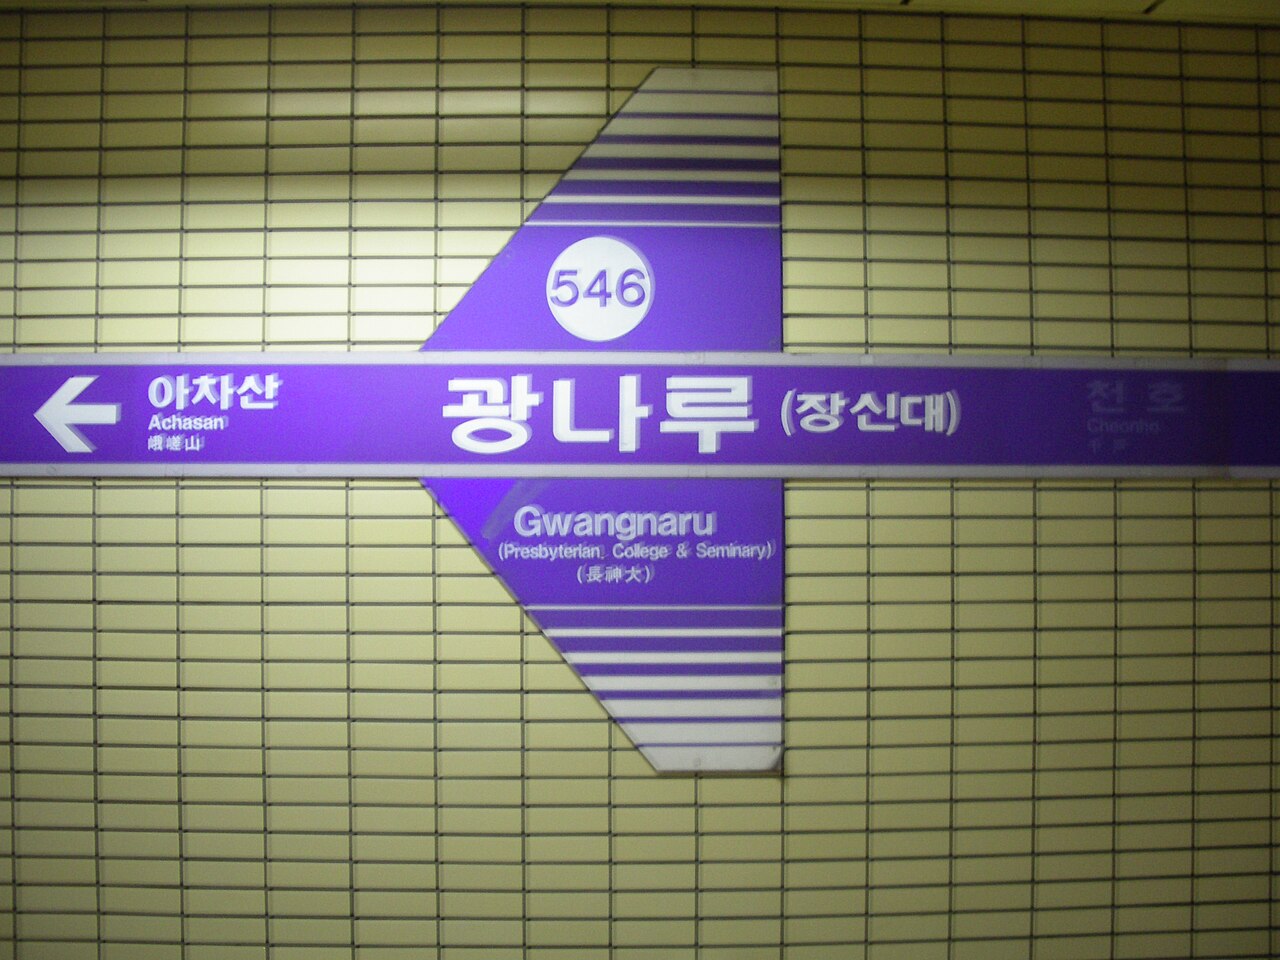 546
아차산
Achasan
峨嵯山
광나루 (장신대)
천호
Cheonho
Gwangnaru
(Presbyterian College & Seminary)
(長神大)